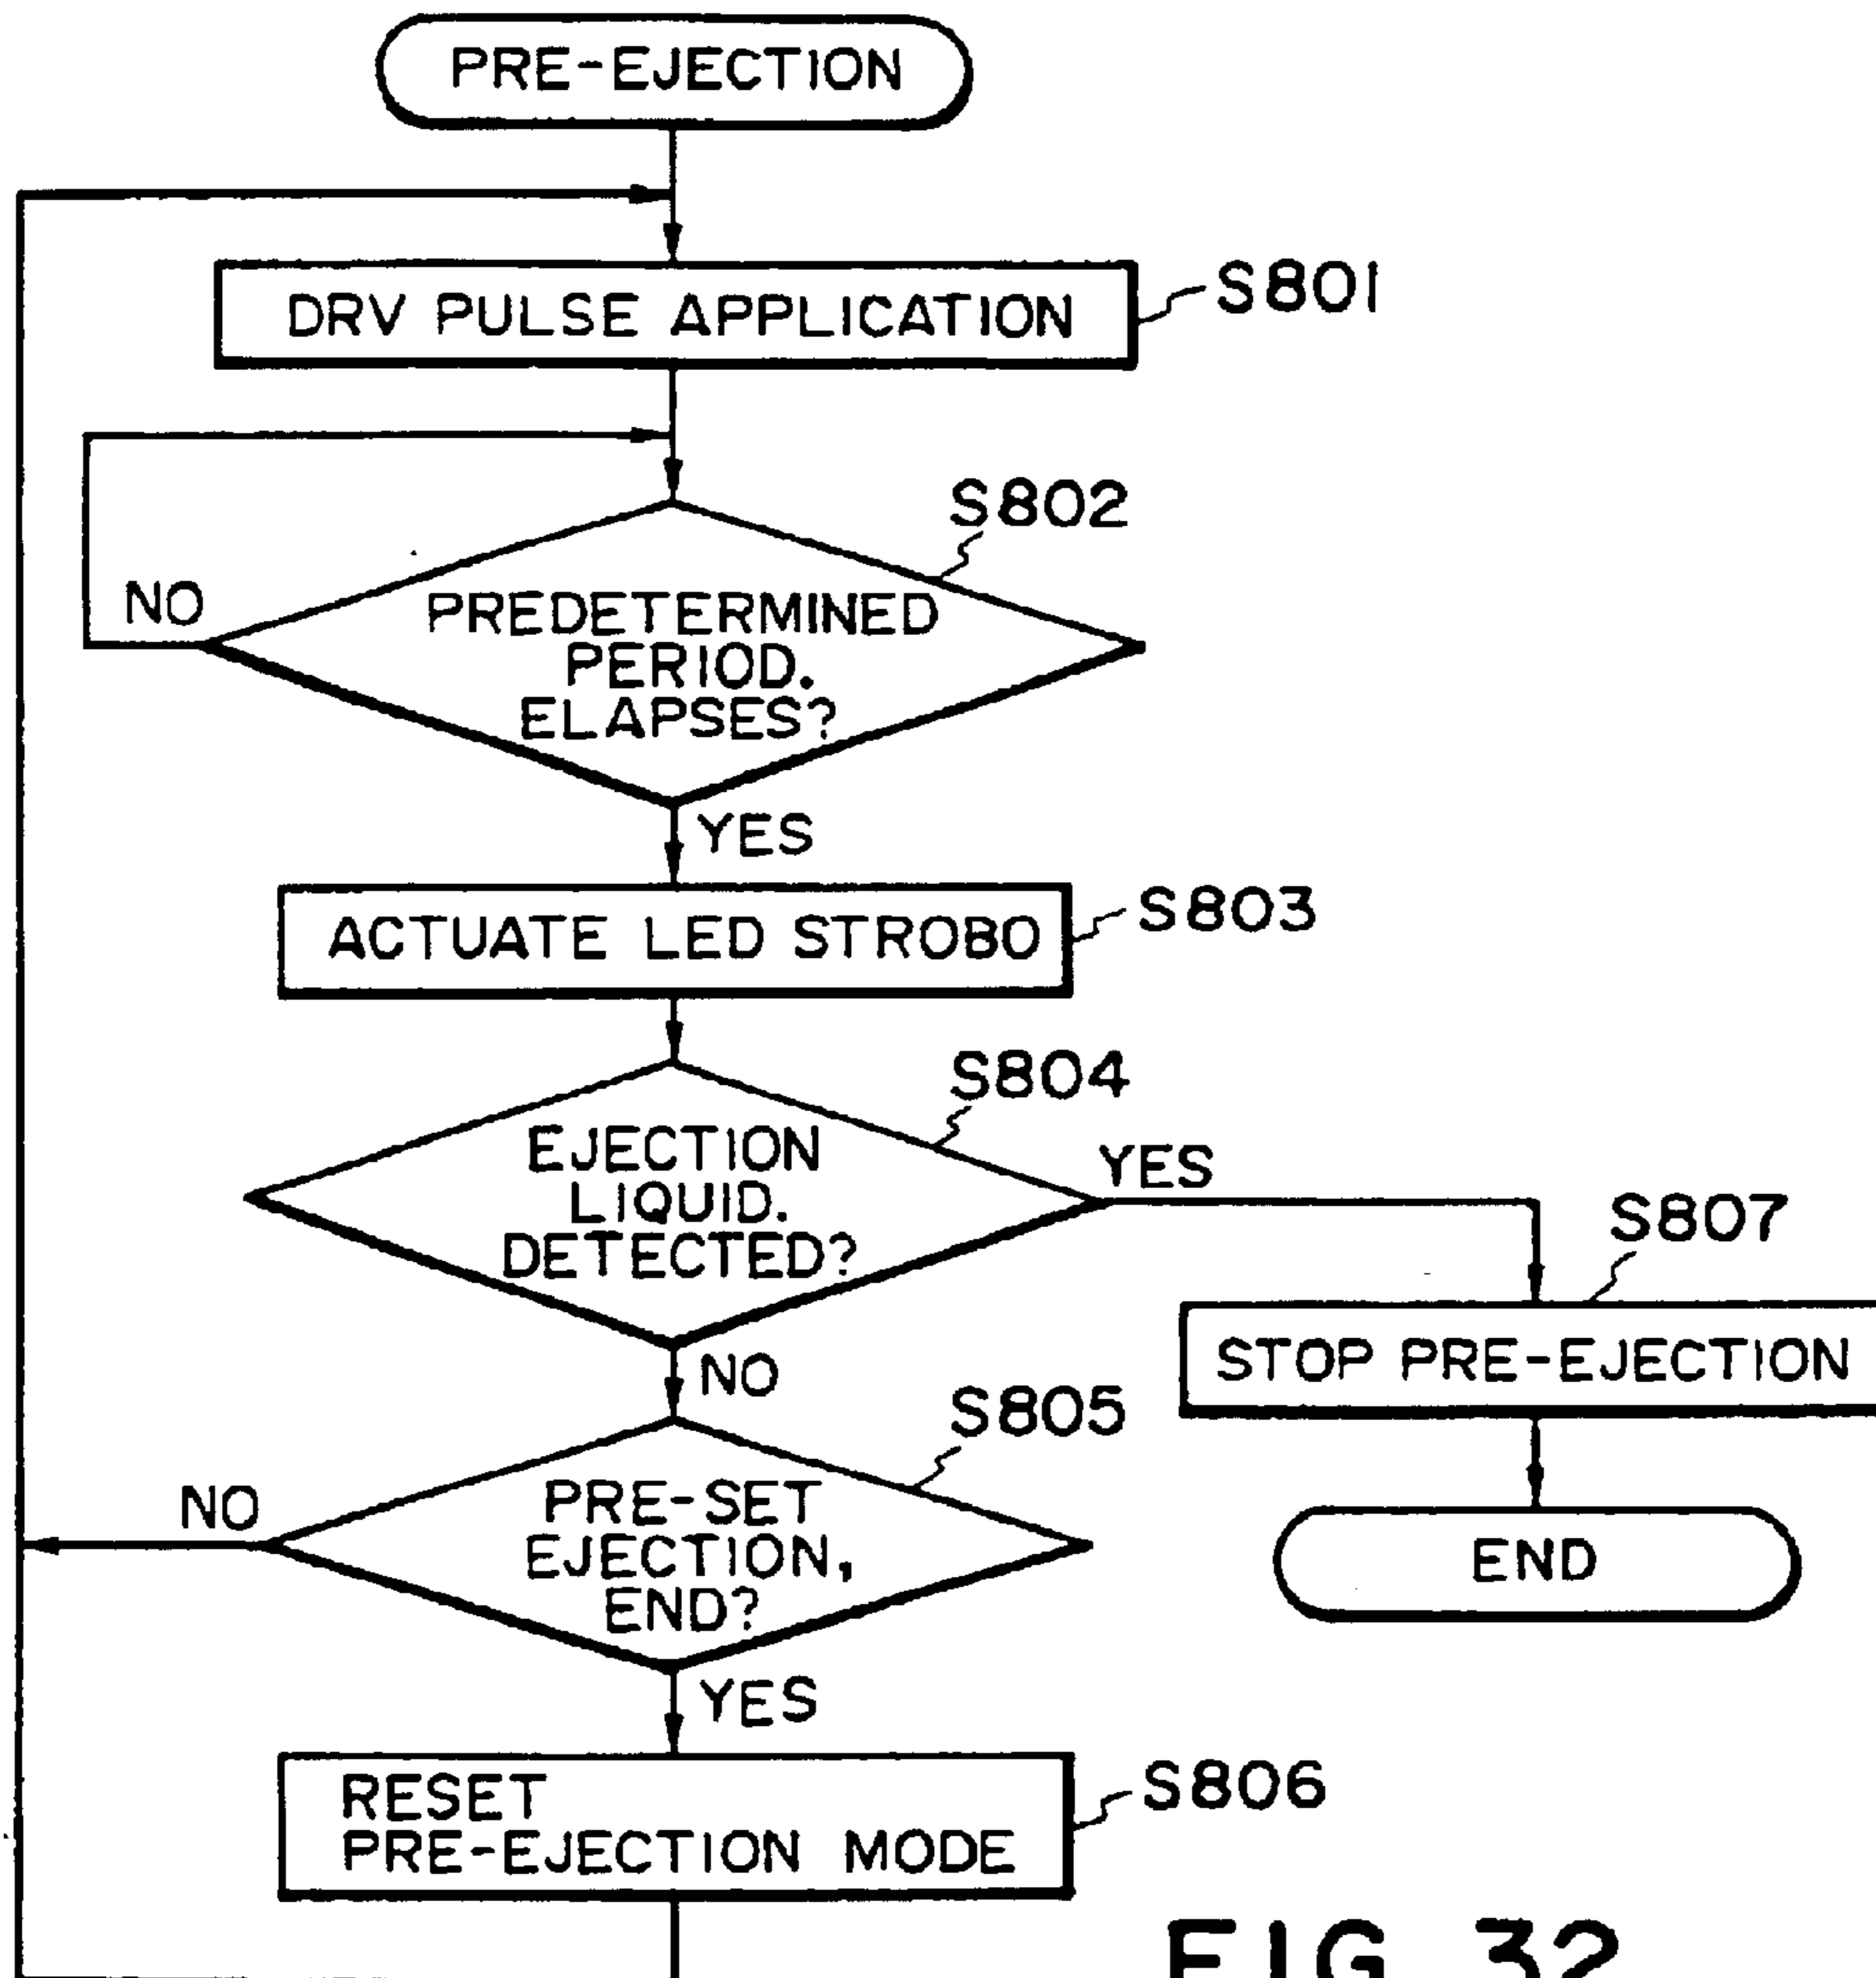 PRE-EJECTION
DRV PULSE APPLICATION
S801
S802
NO
PREDETERMINED
PERIOD.
ELAPSES?
YES
ACTUATE LED STROBO
S803
S804
EJECTION
LIQUID.
DETECTED?
YES
S807
STOP PRE-EJECTION
NO
S805
NO
PRE-SET
EJECTION,
END?
END
YES
RESET
PRE-EJECTION MODE
S806
FIG. 32